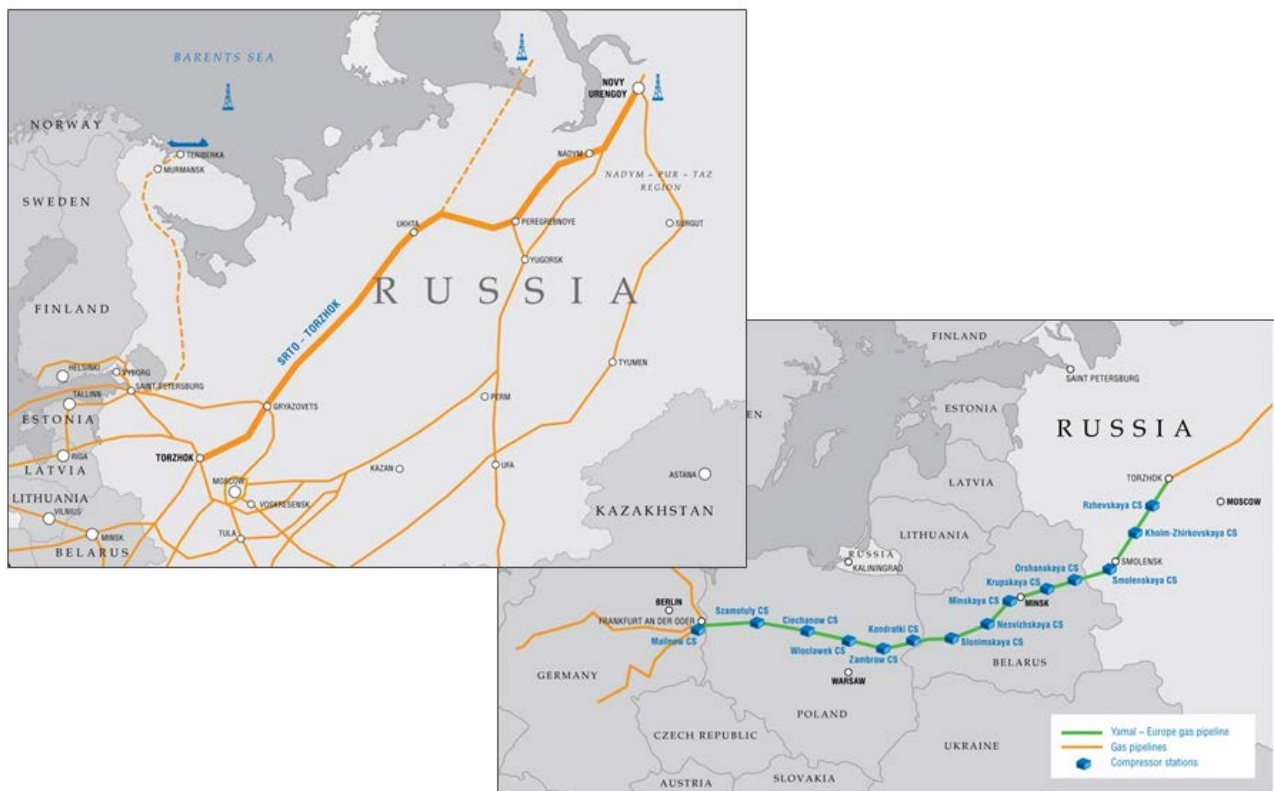 BARENTS SEA
NOVY
URENGOY
NORWAY
TERIBERKA
MURMANSK
NADYM
NADYM – PUR – TAZ
REGION
SWEDEN
UKHTA
PEREGREBNOYE
SURGUT
YUGORSK
RUSSIA
FINLAND
SRTO – TORZHOK
HELSINKI
VYBORG
SAINT PETERSBURG
TYUMEN
TALLINN
GRYAZOVETS
PERM
ESTONIA
TORZHOK
RIGA
KAZAN
UFA
ASTANA
LATVIA
MOSCOW
VOSKRESENSK
LITHUANIA
VILNIUS
KAZAKHSTAN
TULA
MINSK
BELARUS
FINLAND
SAINT PETERSBURG
EN
ESTONIA
RUSSIA
LATVIA
TORZHOK
MOSCOW
Rzhevskaya CS
Kholm-Zhirkovskaya CS
LITHUANIA
RUSSIA
KALININGRAD
SMOLENSK
Orshanskaya CS
Smolenskaya CS
Krupskaya CS
MINSK
Minskaya CS
BERLIN
Szamotuly CS
FRANKFURT AN DER ODER
Ciechanow CS
Kondratki CS
Nesvizhskaya CS
Mallnow CS
Slonimskaya CS
Włocławek CS
Zambrow CS
GERMANY
BELARUS
WARSAW
POLAND
CZECH REPUBLIC
UKRAINE
AUSTRIA
SLOVAKIA
Yamal – Europe gas pipeline
Gas pipelines
Compressor stations